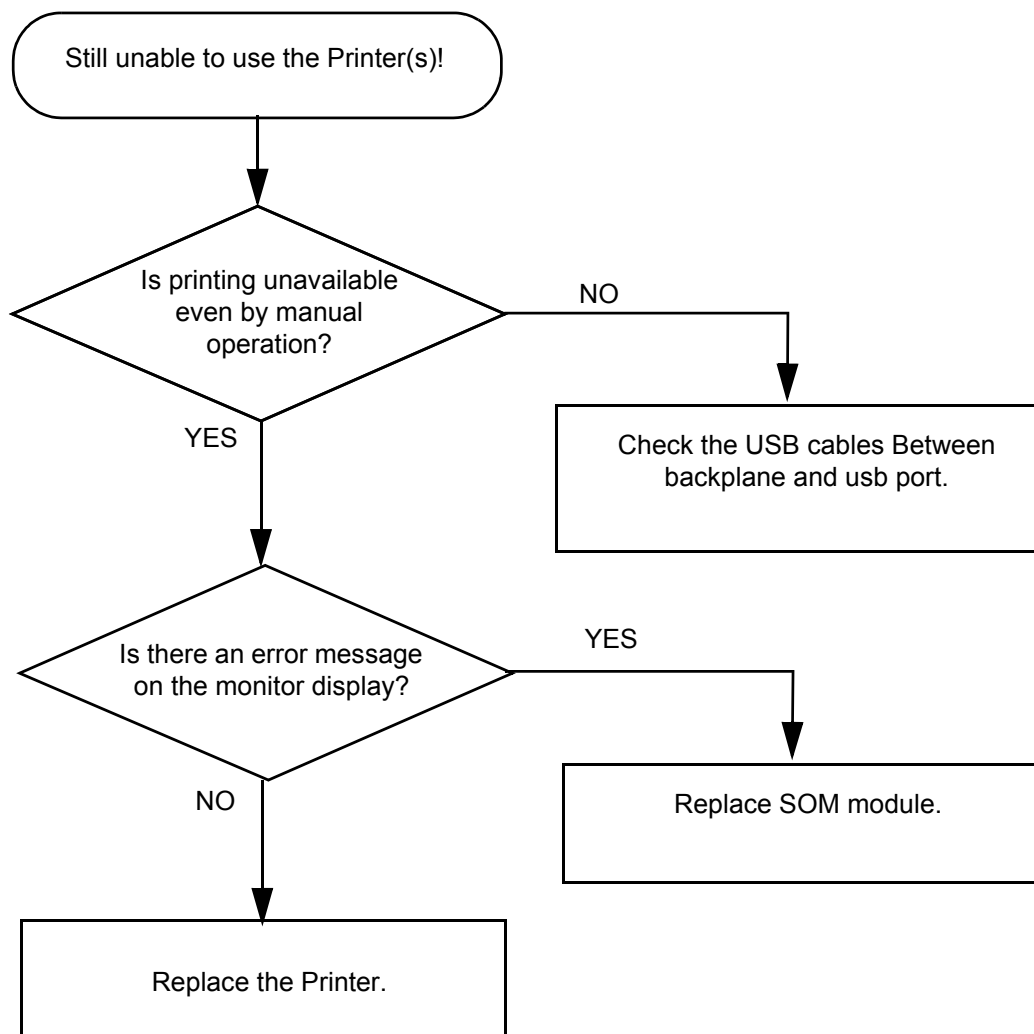 Still unable to use the Printer(s)!
Is printing unavailable
even by manual
operation?
NO
YES
Check the USB cables Between
backplane and usb port.
Is there an error message
on the monitor display?
YES
NO
Replace SOM module.
Replace the Printer.